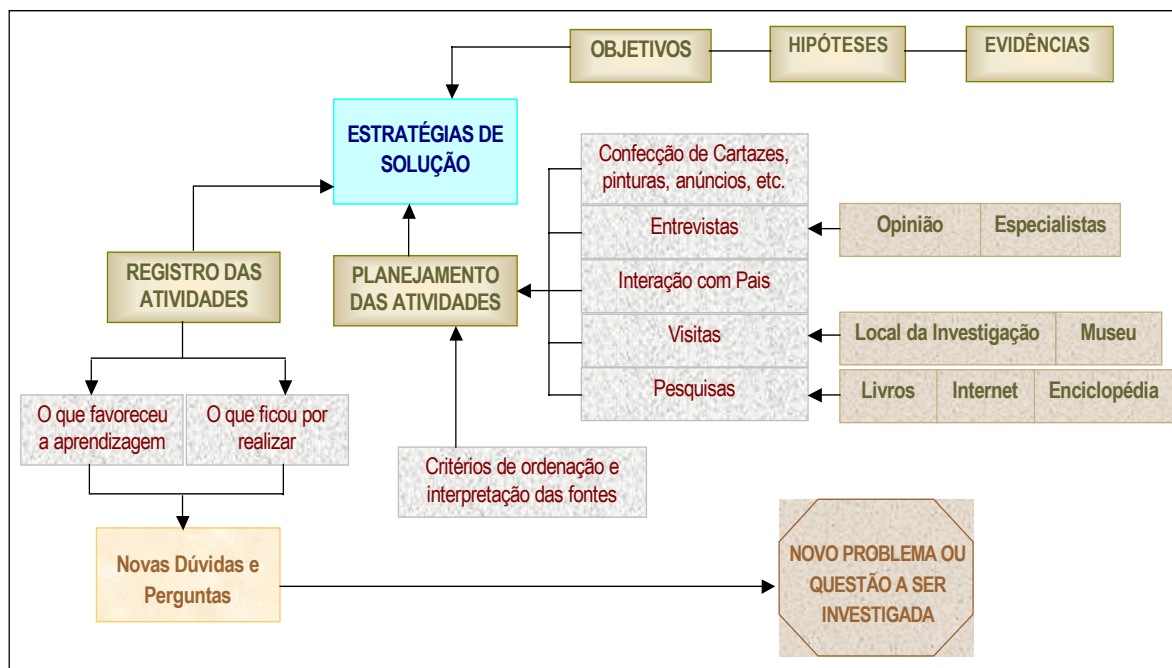 OBJETIVOS
HIPÓTESES
EVIDÊNCIAS
ESTRATÉGIAS DE
SOLUÇÃO
Confecção de Cartazes,
pinturas, anúncios, etc.
Entrevistas
Opinião
Especialistas
REGISTRO DAS
ATIVIDADES
PLANEJAMENTO
DAS ATIVIDADES
Interação com Pais
Visitas
Local da Investigação
Museu
Pesquisas
Livros
Internet
Enciclopédia
O que favoreceu
a aprendizagem
O que ficou por
realizar
Critérios de ordenação e
interpretação das fontes
Novas Dúvidas e
Perguntas
NOVO PROBLEMA OU
QUESTÃO A SER
INVESTIGADA